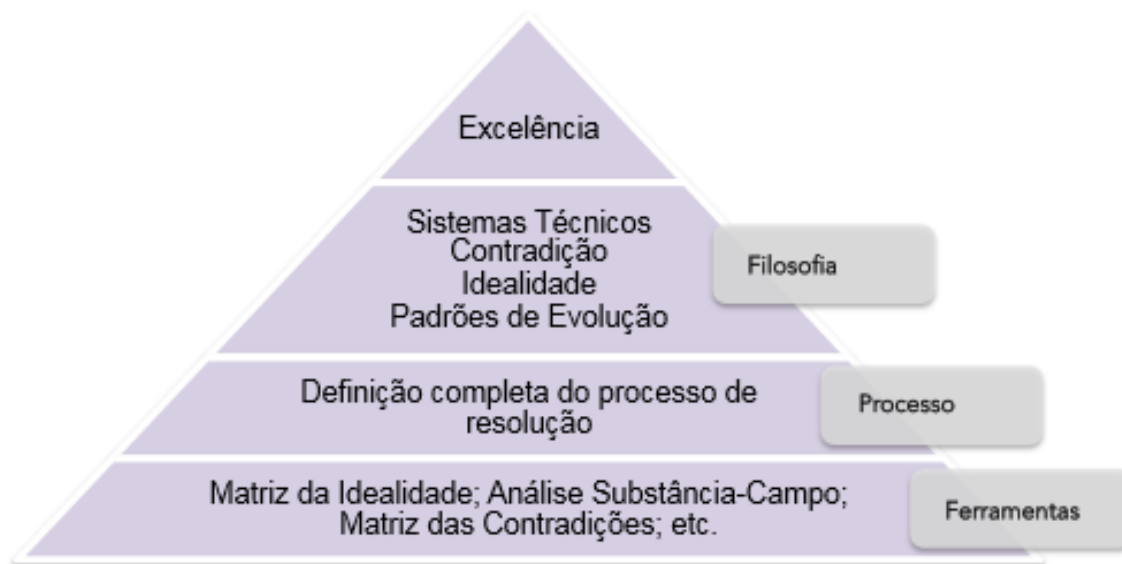 Excelência
Sistemas Técnicos
Contradição
Idealidade
Padrões de Evolução
Filosofia
Definição completa do processo de
resolução
Processo
Matriz da Idealidade; Análise Substância-Campo;
Matriz das Contradições; etc.
Ferramentas